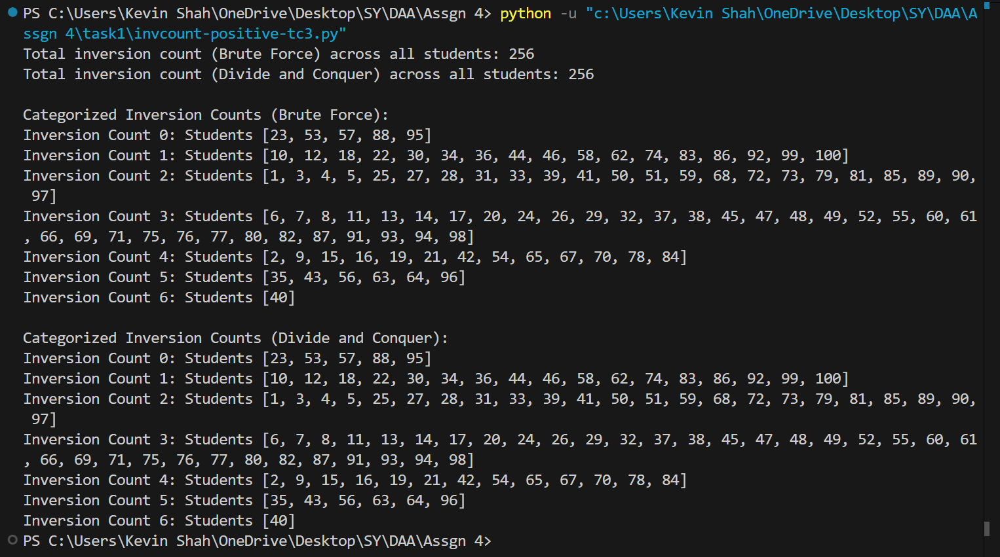 PS C:\Users\Kevin Shah\OneDrive\Desktop\SY\DAA\Assgn 4> python -u "c:\Users\Kevin Shah\OneDrive\Desktop\SY\DAA\A
ssgn 4\task1\invcount-positive-tc3.py"
Total inversion count (Brute Force) across all students: 256
Total inversion count (Divide and Conquer) across all students: 256
Categorized Inversion Counts (Brute Force):
Inversion Count 0: Students [23, 53, 57, 88, 95]
Inversion Count 1: Students [10, 12, 18, 22, 30, 34, 36, 44, 46, 58, 62, 74, 83, 86, 92, 99, 100]
Inversion Count 2: Students [1, 3, 4, 5, 25, 27, 28, 31, 33, 39, 41, 50, 51, 59, 68, 72, 73, 79, 81, 85, 89, 90,
97]
Inversion Count 3: Students [6, 7, 8, 11, 13, 14, 17, 20, 24, 26, 29, 32, 37, 38, 45, 47, 48, 49, 52, 55, 60, 61
, 66, 69, 71, 75, 76, 77, 80, 82, 87, 91, 93, 94, 98]
Inversion Count 4: Students [2, 9, 15, 16, 19, 21, 42, 54, 65, 67, 70, 78, 84]
Inversion Count 5: Students [35, 43, 56, 63, 64, 96]
Inversion Count 6: Students [40]
Categorized Inversion Counts (Divide and Conquer):
Inversion Count 0: Students [23, 53, 57, 88, 95]
Inversion Count 1: Students [10, 12, 18, 22, 30, 34, 36, 44, 46, 58, 62, 74, 83, 86, 92, 99, 100]
Inversion Count 2: Students [1, 3, 4, 5, 25, 27, 28, 31, 33, 39, 41, 50, 51, 59, 68, 72, 73, 79, 81, 85, 89, 90,
97]
Inversion Count 3: Students [6, 7, 8, 11, 13, 14, 17, 20, 24, 26, 29, 32, 37, 38, 45, 47, 48, 49, 52, 55, 60, 61
, 66, 69, 71, 75, 76, 77, 80, 82, 87, 91, 93, 94, 98]
Inversion Count 4: Students [2, 9, 15, 16, 19, 21, 42, 54, 65, 67, 70, 78, 84]
Inversion Count 5: Students [35, 43, 56, 63, 64, 96]
Inversion Count 6: Students [40]
PS C:\Users\Kevin Shah\OneDrive\Desktop\SY\DAA\Assgn 4>